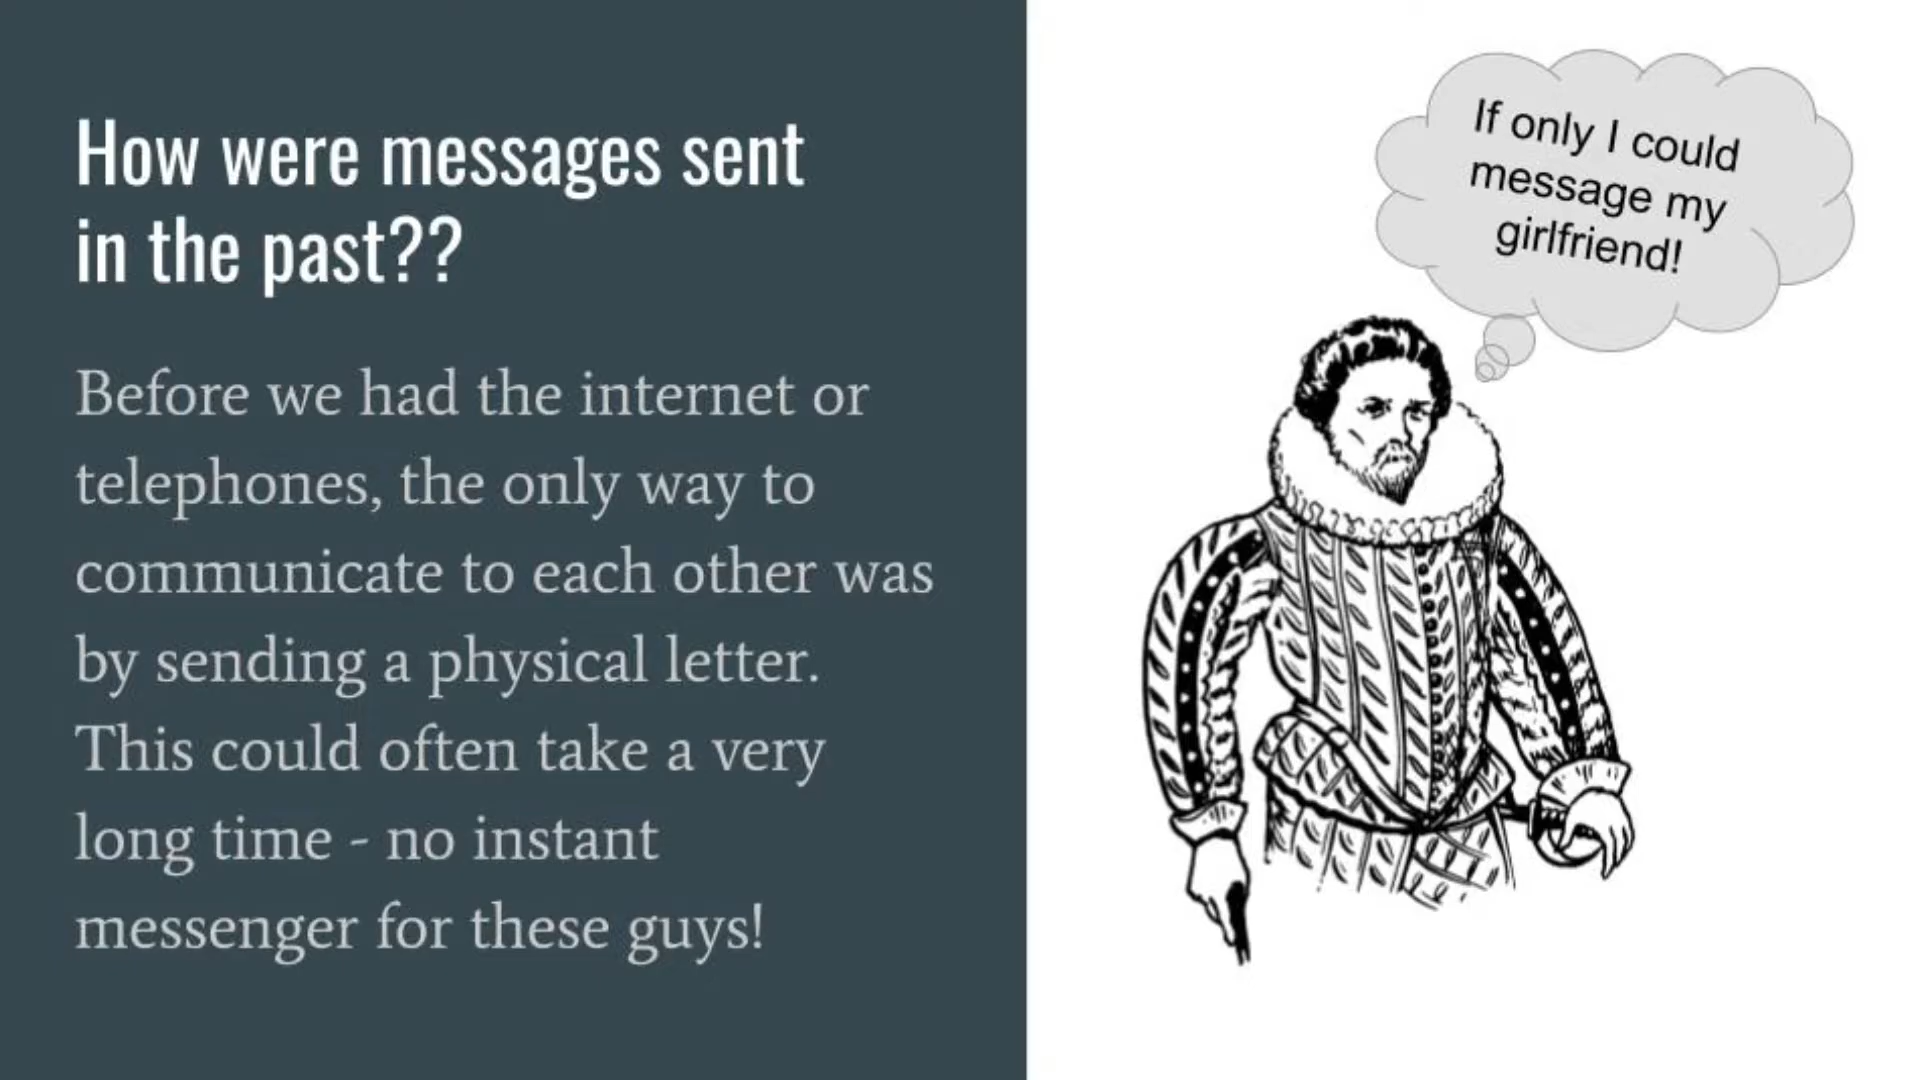 How were messages sent
in the past??
Before we had the internet or
telephones, the only way to
communicate to each other was
by sending a physical letter.
This could often take a very
long time - no instant
messenger for these guys!
If only I could
message my
girlfriend!